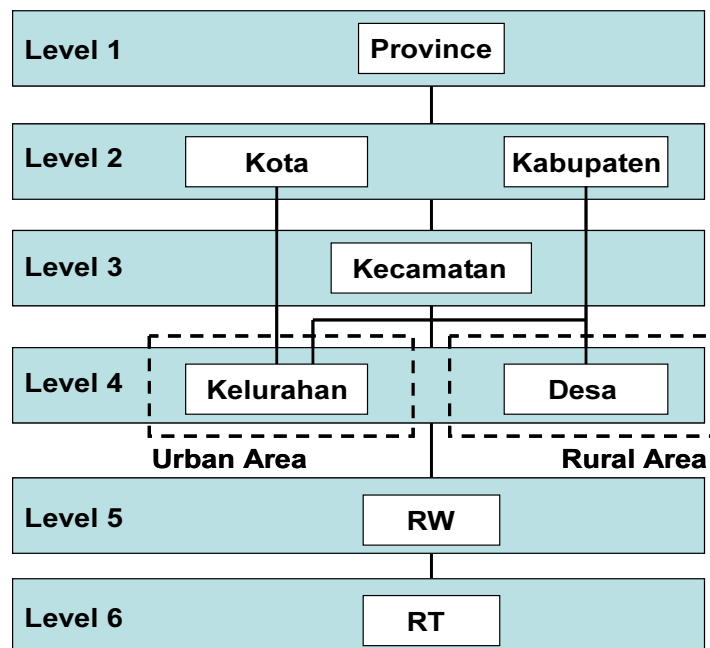 Level 1
Province
Level 2
Kota
Kabupaten
Level 3
Kecamatan
Level 4
Kelurahan
Desa
Urban Area
Rural Area
Level 5
RW
Level 6
RT